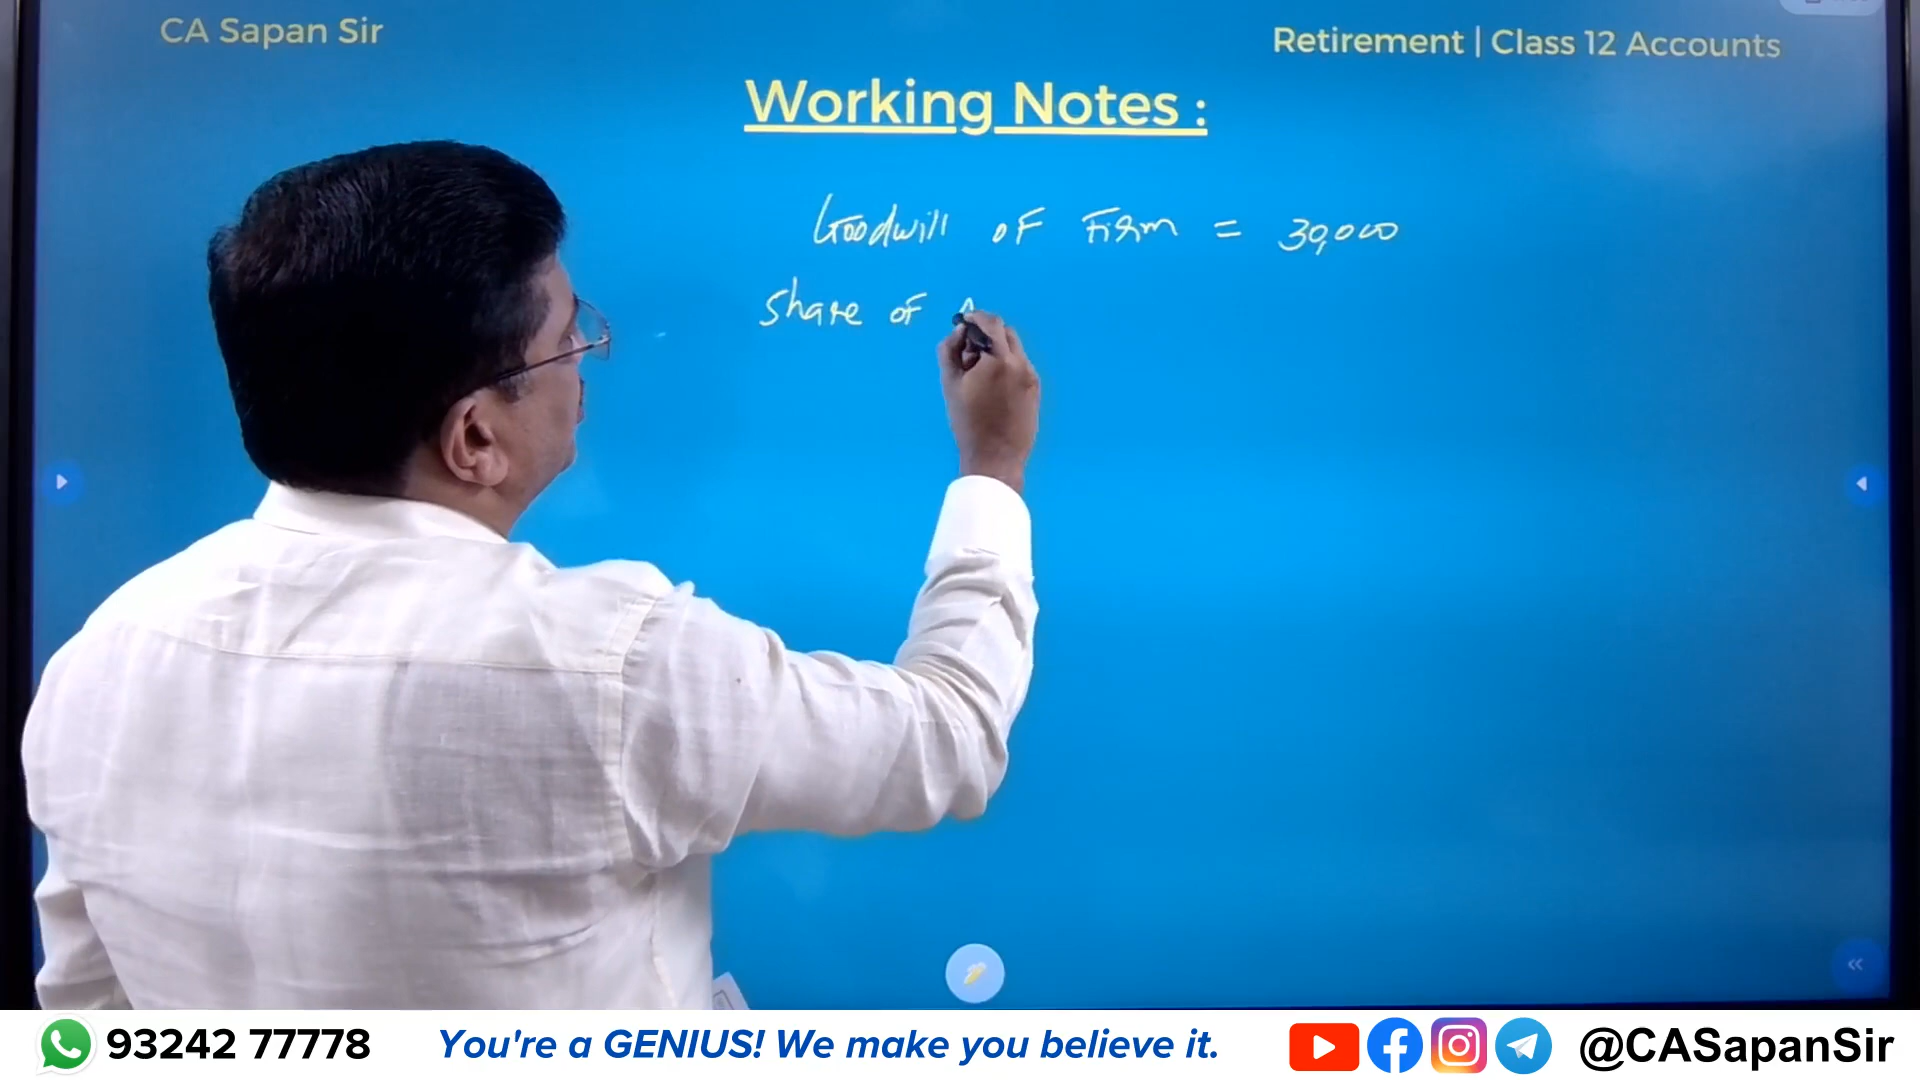 CA Sapan Sir
Retirement | Class 12 Accounts
Working Notes :
Goodwill of Firm = 30,000
Share of A
93242 77778
You're a GENIUS! We make you believe it.
@CASapanSir